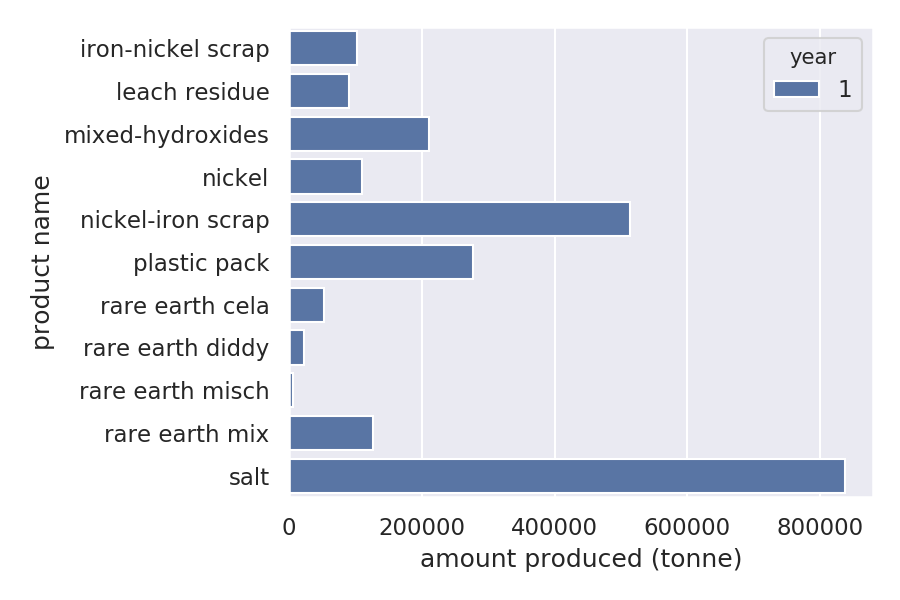 iron-nickel scrap
leach residue
mixed-hydroxides
nickel
nickel-iron scrap
plastic pack
rare earth cela
rare earth diddy
rare earth misch
rare earth mix
salt
product name
year
1
0 200000 400000 600000 800000
amount produced (tonne)